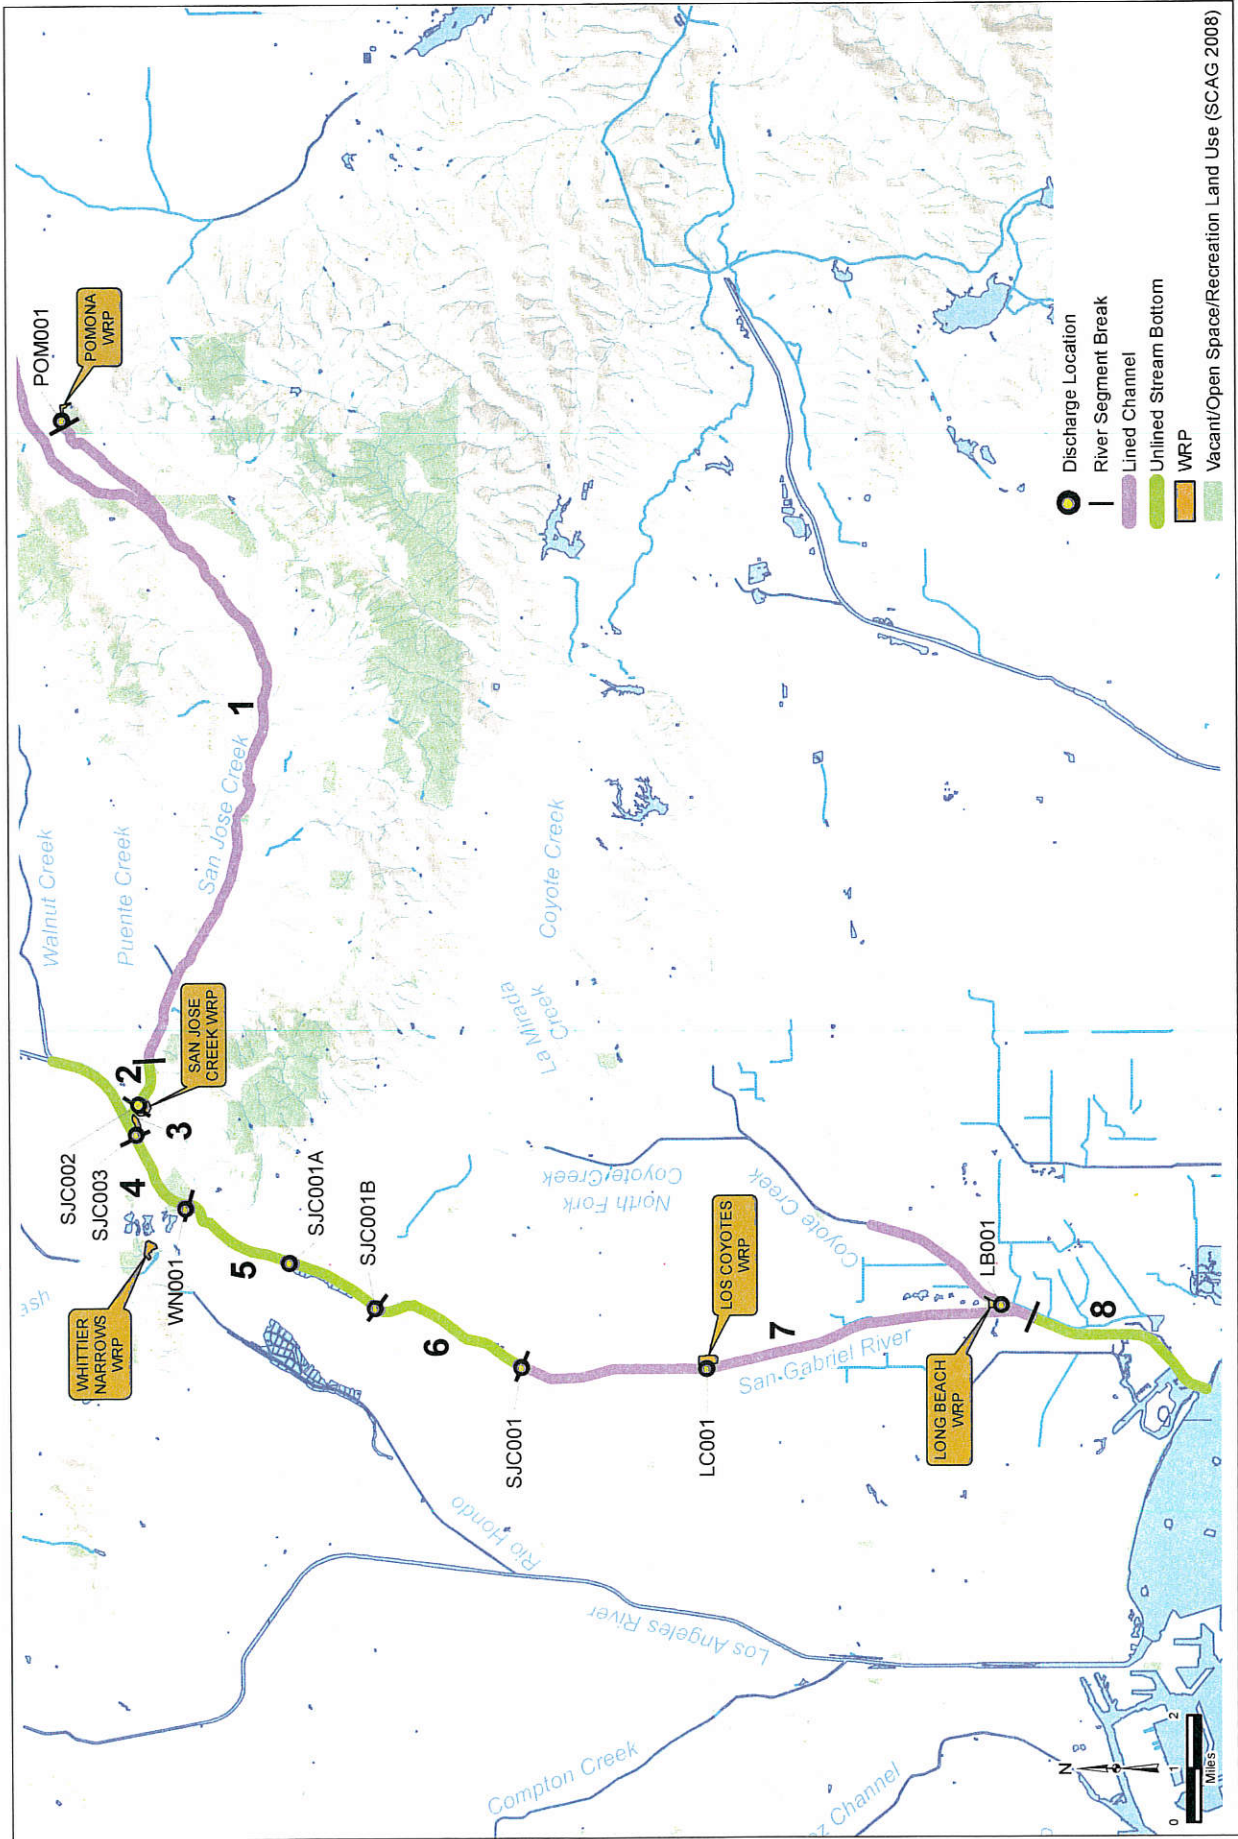 POM001
POMONA
WRP
Walnut Creek
Puente Creek
San Jose Creek
1
2
SAN JOSE
CREEK WRP
3
SJC002
SJC003
4
WHITTIER
NARROWS
WRP
WN001
5
SJC001A
SJC001B
6
SJC001
La Mirada
Creek
Coyote Creek
North Fork
Coyote Creek
Coyote Creek
LOS COYOTES
WRP
LC001
7
San Gabriel River
LB001
LONG BEACH
WRP
8
Rio Hondo
Los Angeles River
Compton Creek
Channel
Discharge Location
River Segment Break
Lined Channel
Unlined Stream Bottom
WRP
Vacant/Open Space/Recreation Land Use (SCAG 2008)
N
0 1 2
Miles